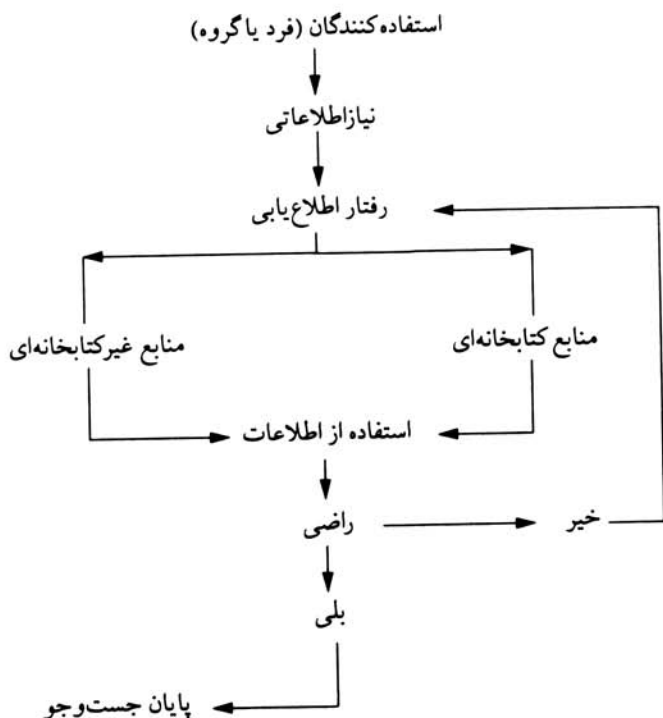 استفاده‌کنندگان (فرد یا گروه)
نیاز اطلاعاتی
رفتار اطلاع‌یابی
منابع کتابخانه‌ای
منابع غیرکتابخانه‌ای
استفاده از اطلاعات
راضی
خیر
بلی
پایان جست‌وجو